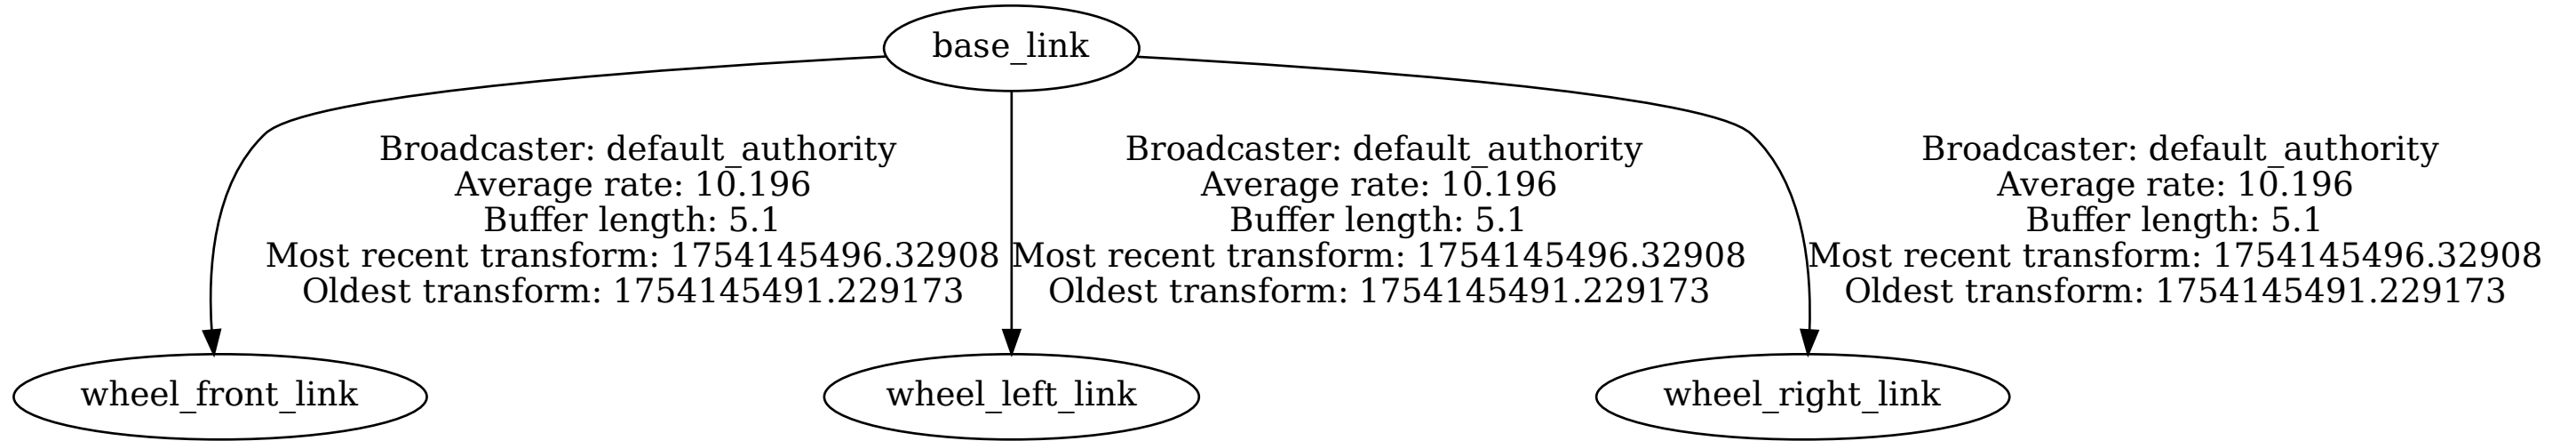 base_link
Broadcaster: default_authority
Average rate: 10.196
Buffer length: 5.1
Most recent transform: 1754145496.32908
Oldest transform: 1754145491.229173
Broadcaster: default_authority
Average rate: 10.196
Buffer length: 5.1
Most recent transform: 1754145496.32908
Oldest transform: 1754145491.229173
Broadcaster: default_authority
Average rate: 10.196
Buffer length: 5.1
Most recent transform: 1754145496.32908
Oldest transform: 1754145491.229173
wheel_front_link
wheel_left_link
wheel_right_link